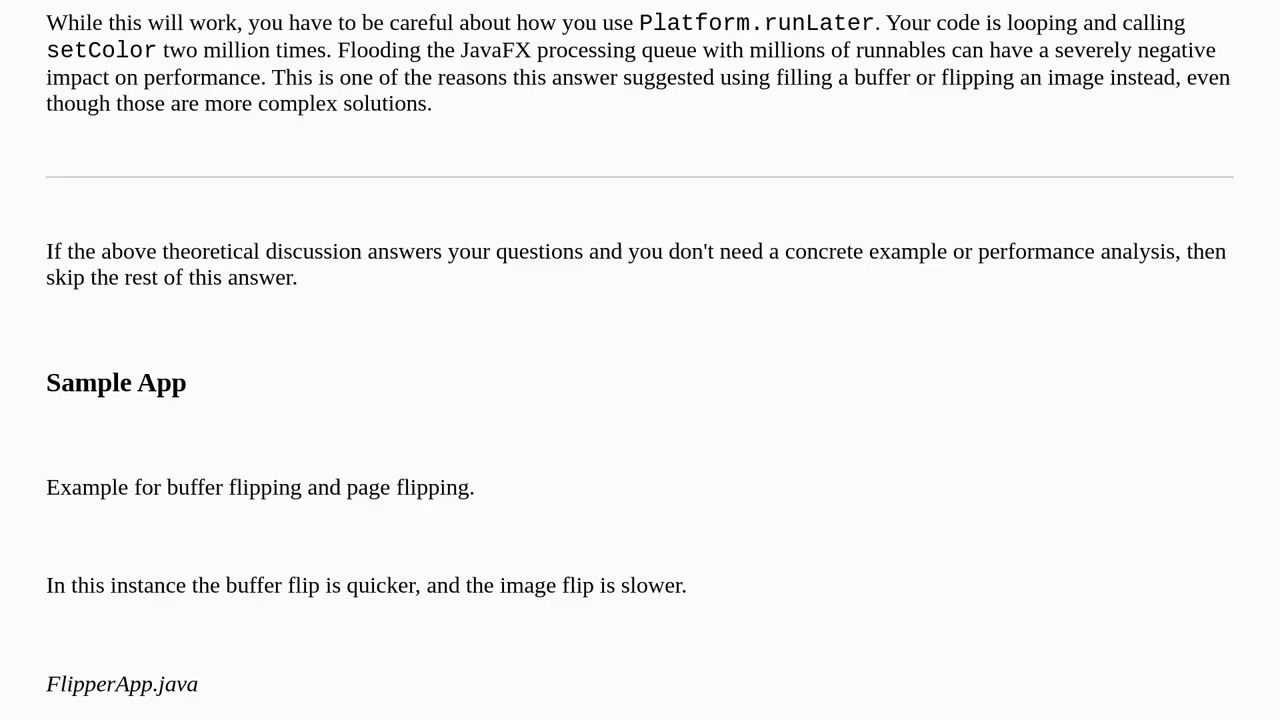 While this will work, you have to be careful about how you use Platform.runLater. Your code is looping and calling
setColor two million times. Flooding the JavaFX processing queue with millions of runnables can have a severely negative
impact on performance. This is one of the reasons this answer suggested using filling a buffer or flipping an image instead, even
though those are more complex solutions.
If the above theoretical discussion answers your questions and you don't need a concrete example or performance analysis, then
skip the rest of this answer.
Sample App
Example for buffer flipping and page flipping.
In this instance the buffer flip is quicker, and the image flip is slower.
FlipperApp.java